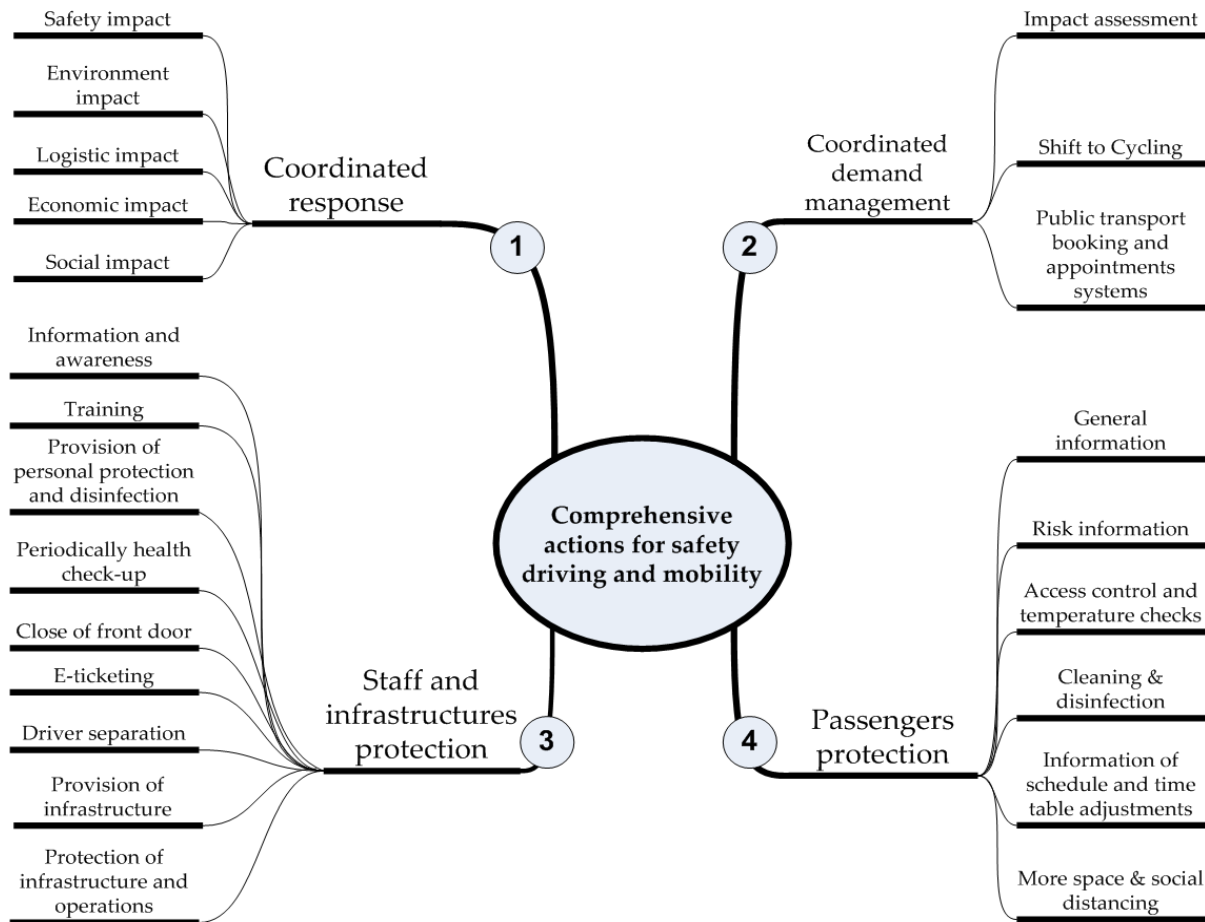 Safety impact
Environment
impact
Logistic impact
Economic impact
Social impact
Coordinated
response
1
Impact assessment
Shift to Cycling
Public transport
booking and
appointments
systems
Coordinated
demand
management
2
Comprehensive
actions for safety
driving and mobility
Information and
awareness
Training
Provision of
personal protection
and disinfection
Periodically health
check-up
Close of front door
E-ticketing
Driver separation
Provision of
infrastructure
Protection of
infrastructure and
operations
Staff and
infrastructures
protection
3
General
information
Risk information
Access control and
temperature checks
Cleaning &
disinfection
Information of
schedule and time
table adjustments
More space & social
distancing
Passengers
protection
4